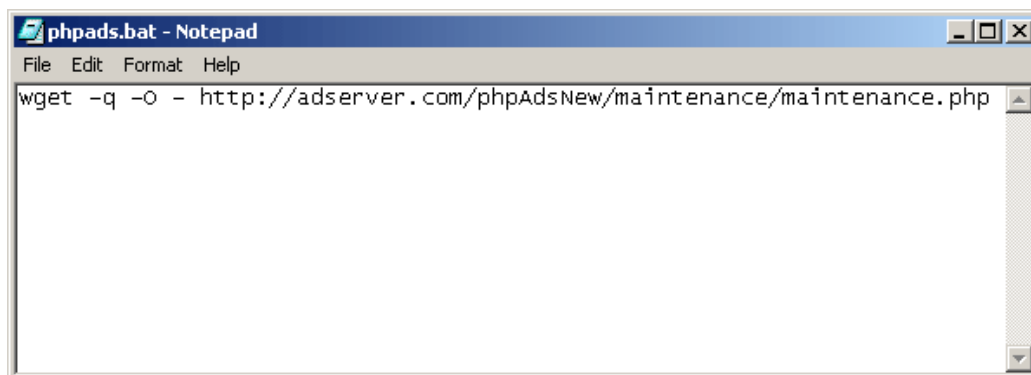 phpads.bat - Notepad
File Edit Format Help
wget -q -O - http://adserver.com/phpAdsNew/maintenance/maintenance.php